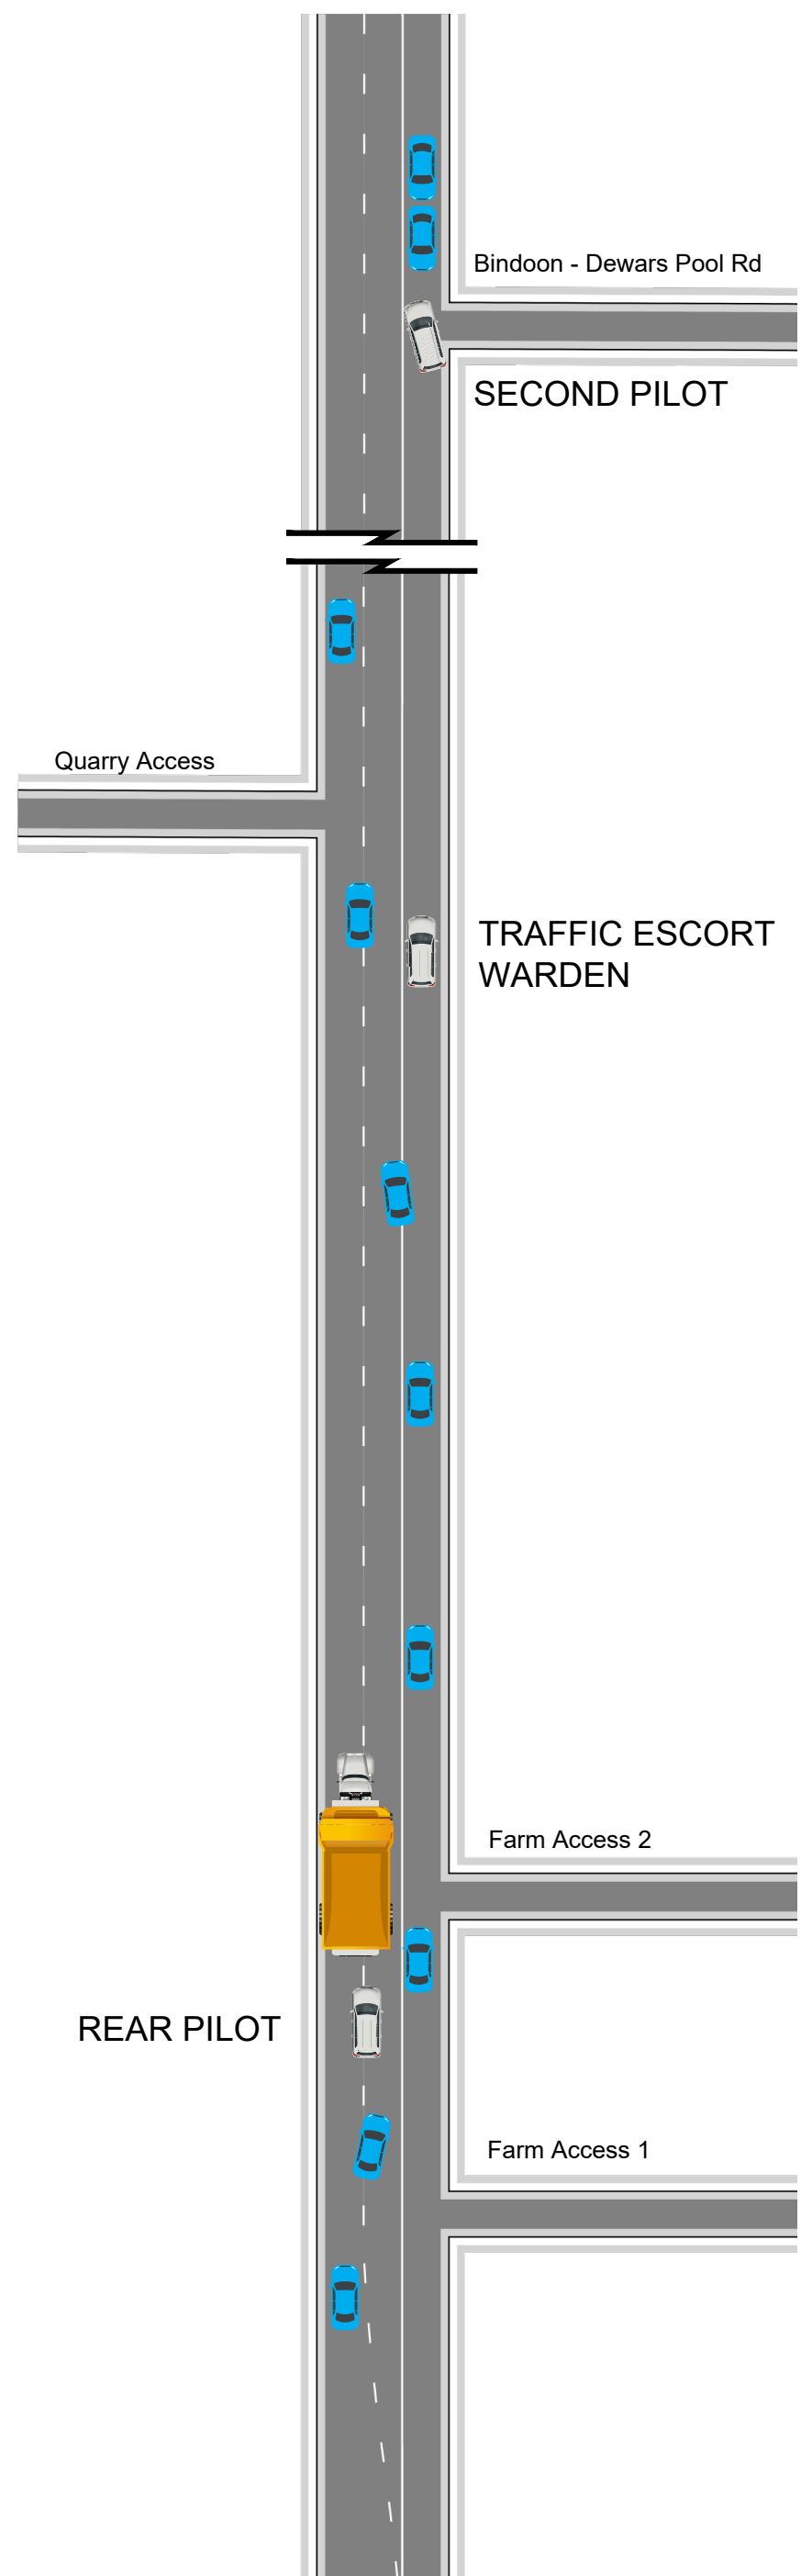 Bindoon - Dewars Pool Rd
SECOND PILOT
Quarry Access
TRAFFIC ESCORT
WARDEN
Farm Access 2
REAR PILOT
Farm Access 1